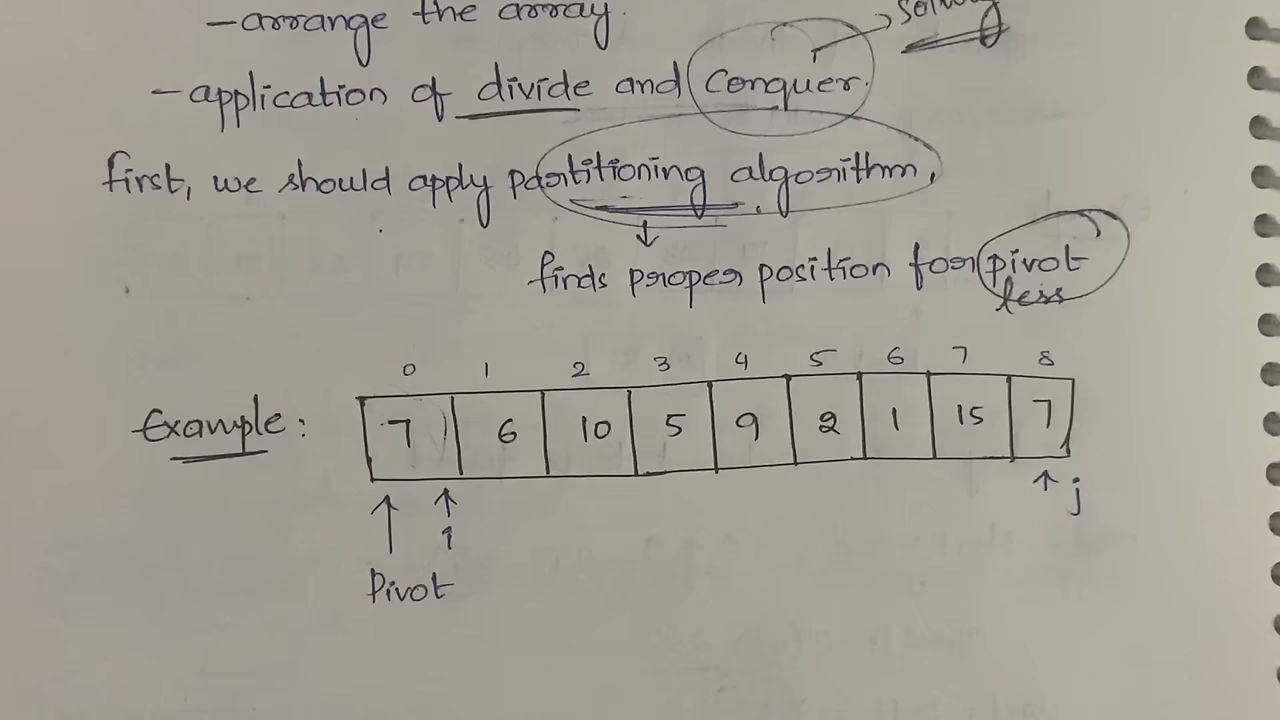 -arrange the array.
-application of divide and conquer.
first, we should apply partitioning algorithm.
↓
finds proper position for pivot
less
0 1 2 3 4 5 6 7 8
Example: 7 6 10 5 9 2 1 15 7
↑ ↑ i ↑ j
Pivot